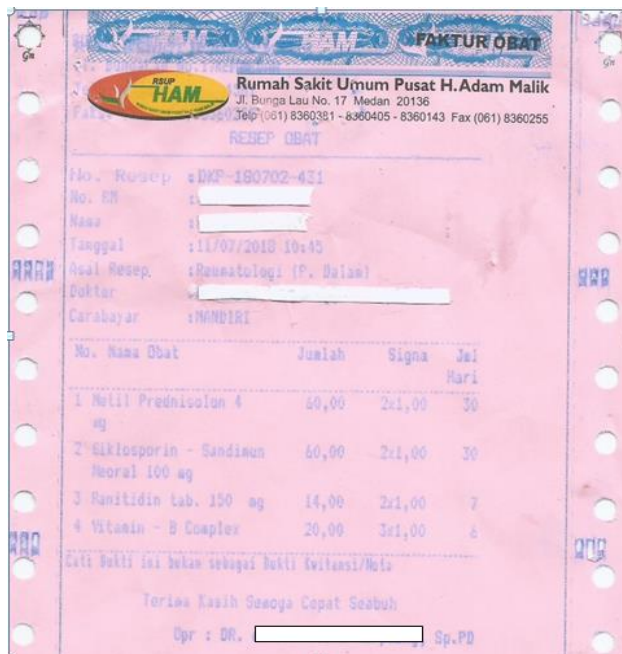 HAM HAM FAKTUR OBAT
RSUP
HAM
Rumah Sakit Umum Pusat H.Adam Malik
Jl. Bunga Lau No. 17 Medan 20136
Telp (061) 8360381 - 8360405 - 8360143 Fax (061) 8360255
RESEP OBAT
No. Resep :DKP-180702-431
No. RM :
Nama :
Tanggal :11/07/2018 10:45
Asal Resep :Reumatologi (P. Dalam)
Dokter :
Carabayar :MANDIRI
No. Nama Obat Jumlah Signa Jml Hari
1 Metil Prednisolon 4 mg 60,00 2x1,00 30
2 Siklosporin - Sandimun Neoral 100 mg 60,00 2x1,00 30
3 Ranitidin tab. 150 mg 14,00 2x1,00 7
4 Vitamin - B Complex 20,00 3x1,00 6
Cati Bukti ini bukan sebagai Bukti Kwitansi/Nota
Terima Kasih Semoga Cepat Sembuh
Opr : DR. Sp.PD